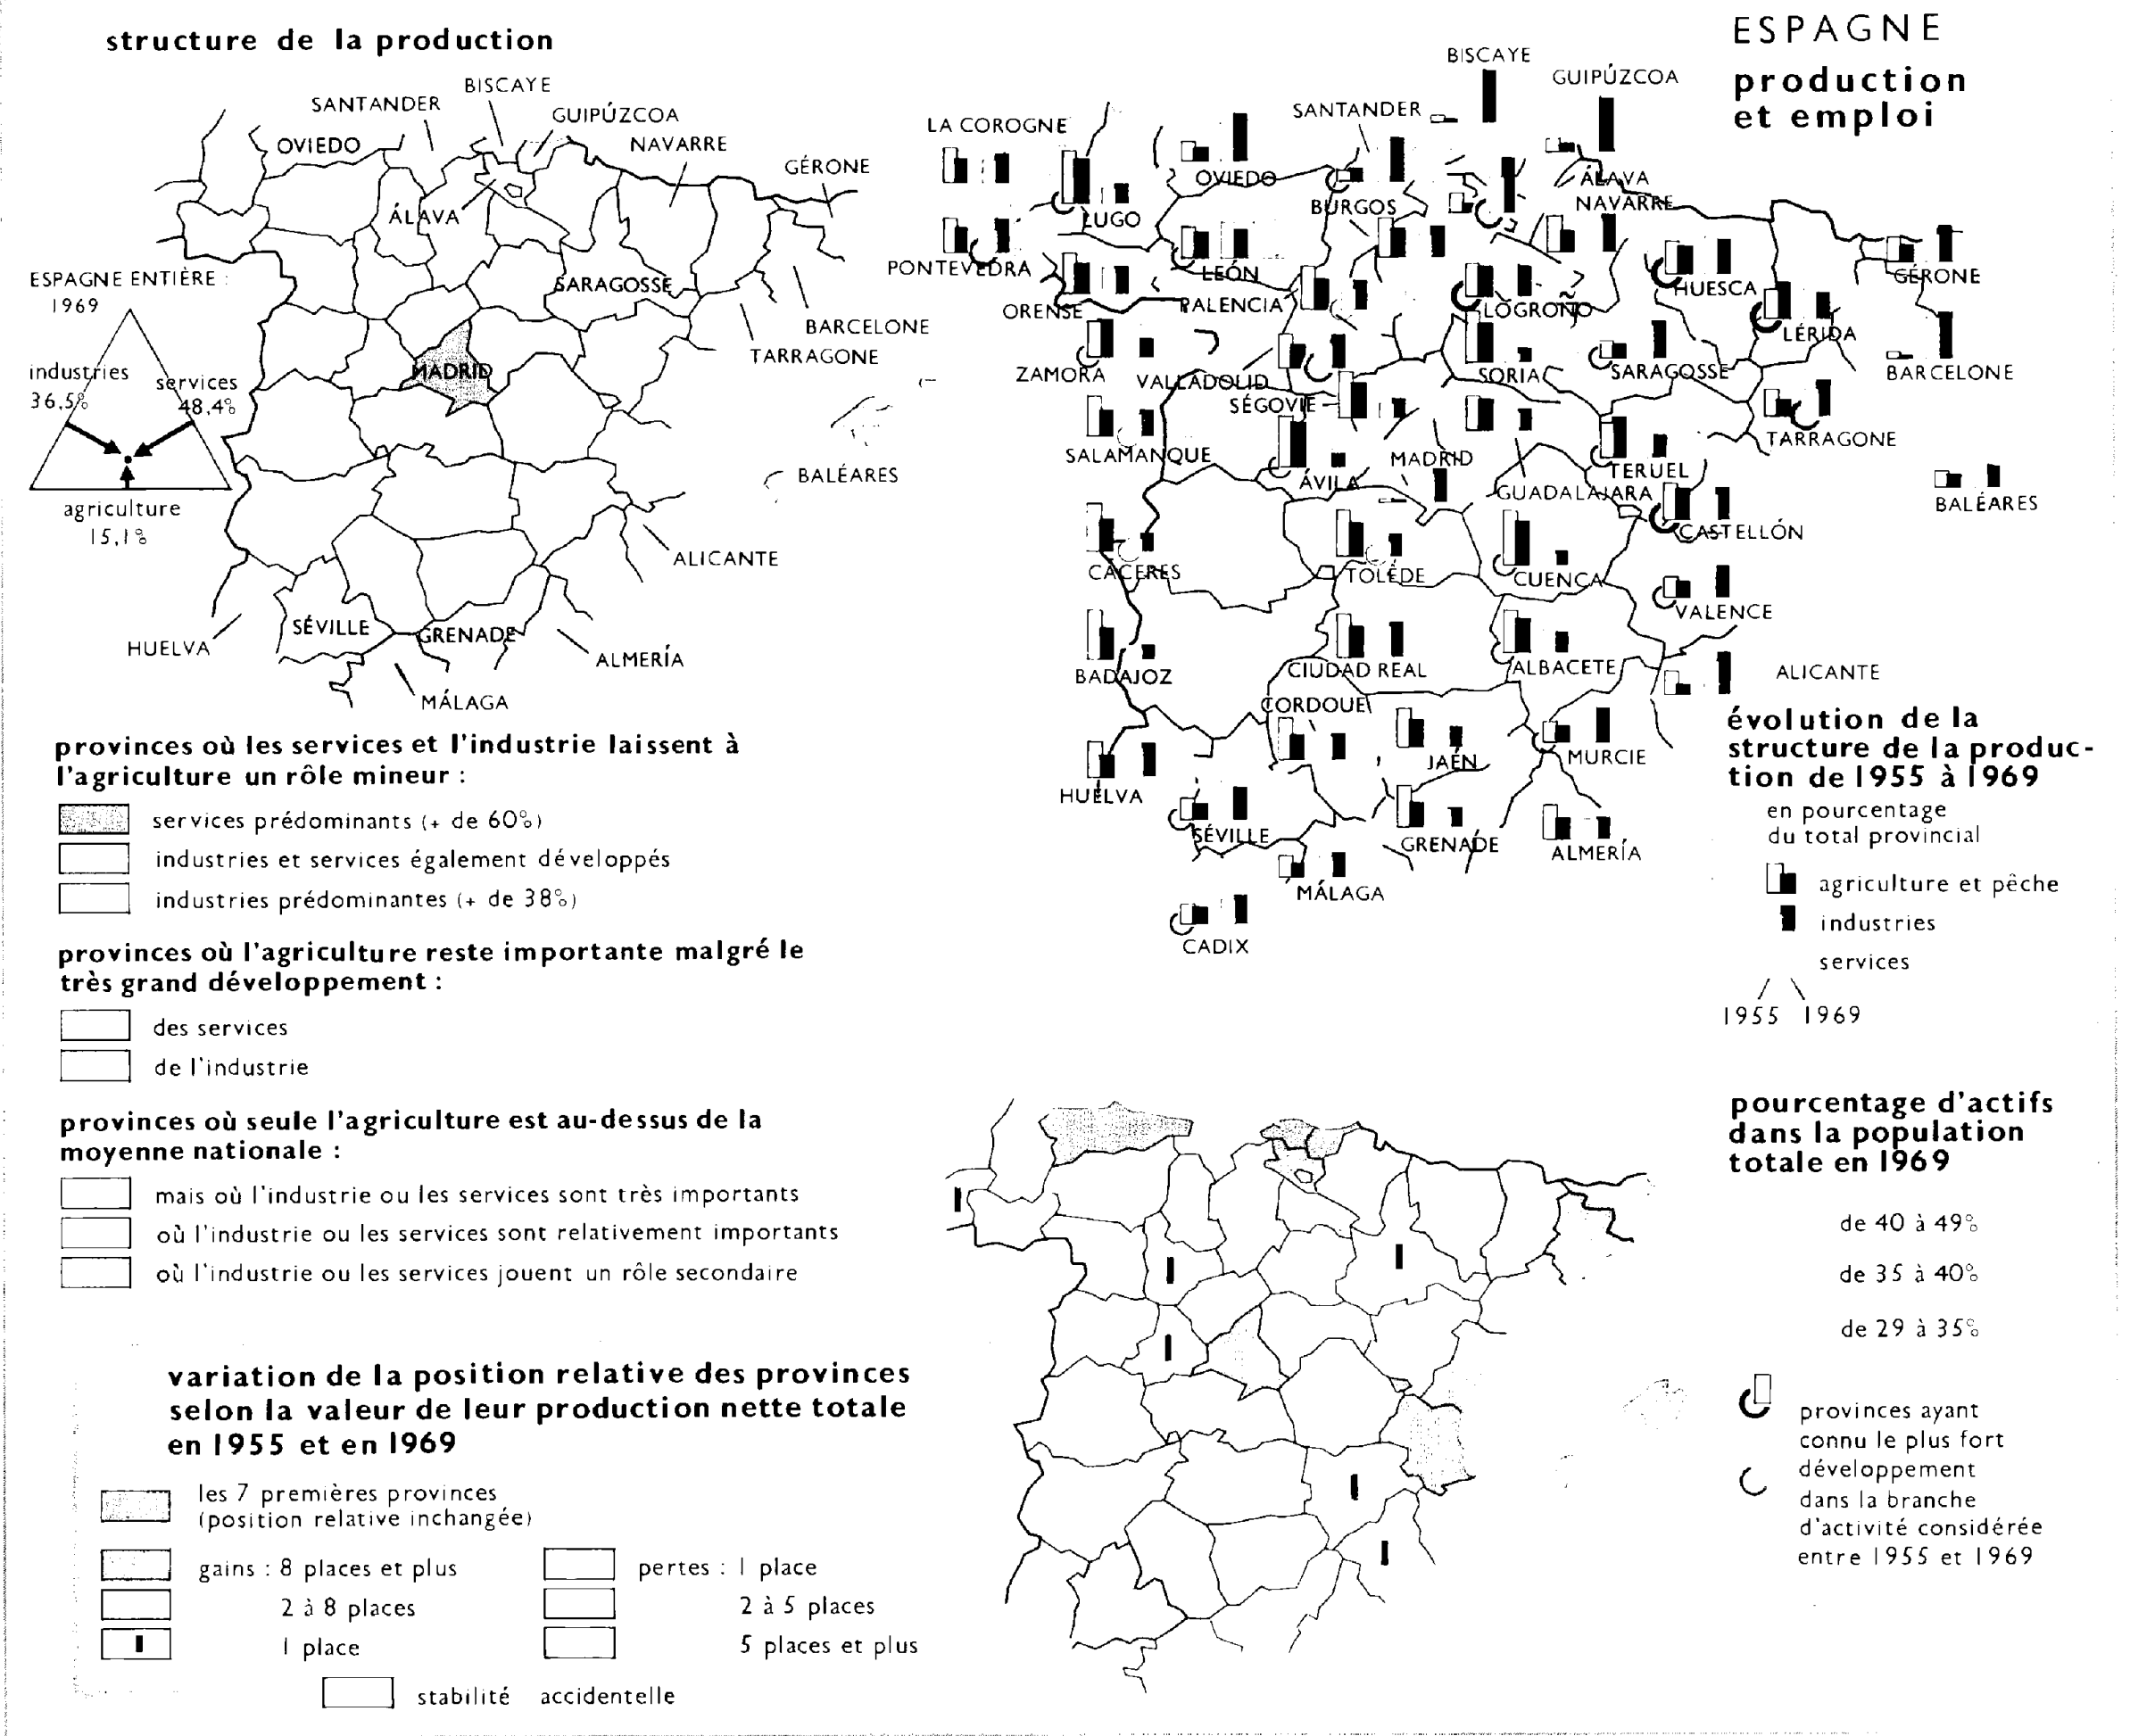 structure de la production
SANTANDER
BISCAYE
GUIPÚZCOA
OVIEDO
NAVARRE
GÉRONE
ÁLAVA
SARAGOSSE
BARCELONE
TARRAGONE
MADRID
BALÉARES
ALICANTE
HUELVA
SÉVILLE
GRENADE
ALMERÍA
MÁLAGA
ESPAGNE ENTIÈRE :
1969
industries
36,5%
services
48,4%
agriculture
15,1%
provinces où les services et l'industrie laissent à
l'agriculture un rôle mineur :
services prédominants (+ de 60%)
industries et services également développés
industries prédominantes (+ de 38%)
provinces où l'agriculture reste importante malgré le
très grand développement :
des services
de l'industrie
provinces où seule l'agriculture est au-dessus de la
moyenne nationale :
mais où l'industrie ou les services sont très importants
où l'industrie ou les services sont relativement importants
où l'industrie ou les services jouent un rôle secondaire
variation de la position relative des provinces
selon la valeur de leur production nette totale
en 1955 et en 1969
les 7 premières provinces
(position relative inchangée)
gains : 8 places et plus
2 à 8 places
1 place
pertes : 1 place
2 à 5 places
5 places et plus
stabilité accidentelle
ESPAGNE
production
et emploi
BISCAYE
GUIPÚZCOA
SANTANDER
LA COROGNE
OVIEDO
ÁLAVA
NAVARRE
LUGO
BURGOS
PONTEVEDRA
LEÓN
HUESCA
GÉRONE
ORENSE
PALENCIA
LOGROÑO
LÉRIDA
ZAMORA
VALLADOLID
SORIA
SARAGOSSE
BARCELONE
SÉGOVIE
TARRAGONE
SALAMANQUE
ÁVILA
MADRID
GUADALAJARA
TERUEL
BALÉARES
CASTELLÓN
CÁCERES
TOLÈDE
CUENCA
VALENCE
BADAJOZ
CIUDAD REAL
ALBACETE
ALICANTE
CORDOUE
JAÉN
MURCIE
HUELVA
SÉVILLE
GRENADE
ALMERÍA
MÁLAGA
CADIX
évolution de la
structure de la produc-
tion de 1955 à 1969
en pourcentage
du total provincial
agriculture et pêche
industries
services
1955 1969
pourcentage d'actifs
dans la population
totale en 1969
de 40 à 49%
de 35 à 40%
de 29 à 35%
provinces ayant
connu le plus fort
développement
dans la branche
d'activité considérée
entre 1955 et 1969